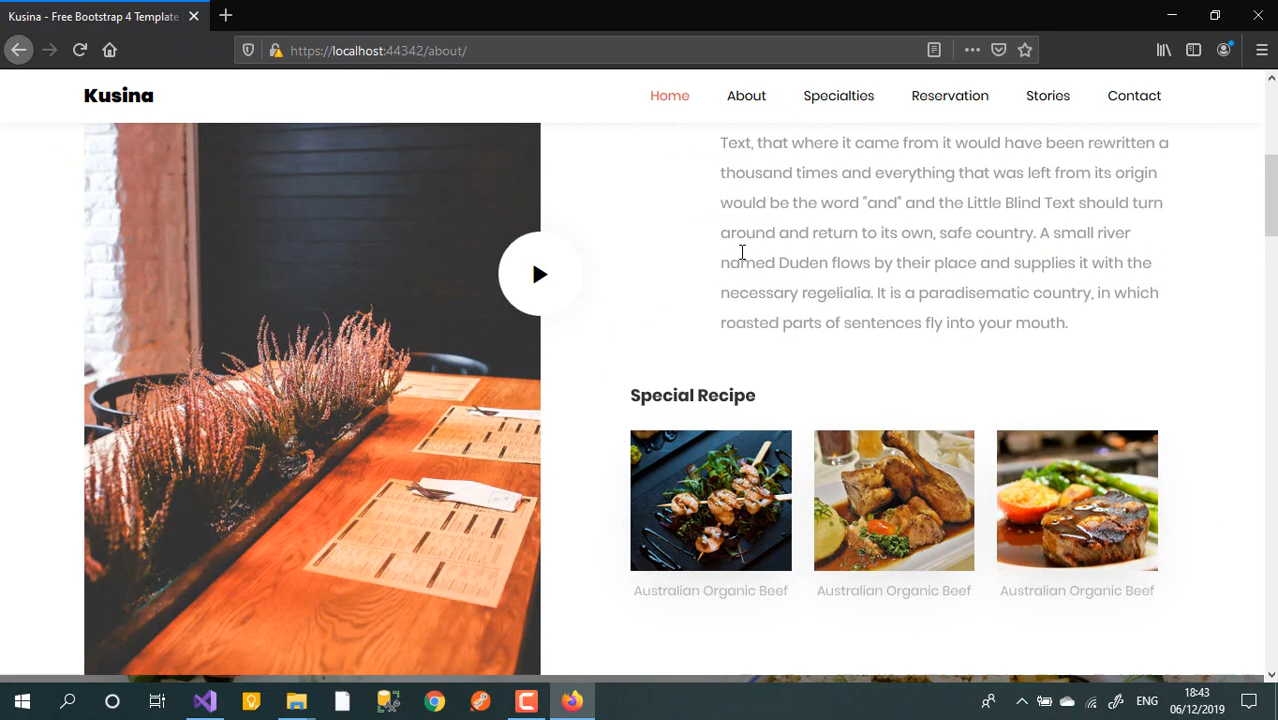 Kusina - Free Bootstrap 4 Template
https://localhost:44342/about/
Kusina
Home About Specialties Reservation Stories Contact
Text, that where it came from it would have been rewritten a
thousand times and everything that was left from its origin
would be the word "and" and the Little Blind Text should turn
around and return to its own, safe country. A small river
named Duden flows by their place and supplies it with the
necessary regelialia. It is a paradisematic country, in which
roasted parts of sentences fly into your mouth.
Special Recipe
Australian Organic Beef Australian Organic Beef Australian Organic Beef
ENG
18:43
06/12/2019